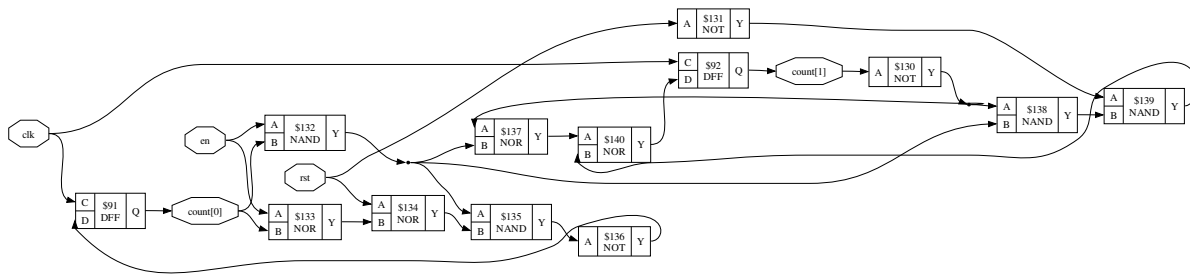 A $131 NOT Y
C D $92 DFF Q
count[1]
A $130 NOT Y
clk
en
A B $132 NAND Y
A B $137 NOR Y
A B $140 NOR Y
A B $138 NAND Y
A B $139 NAND Y
rst
C D $91 DFF Q
count[0]
A B $133 NOR Y
A B $134 NOR Y
A B $135 NAND Y
A $136 NOT Y